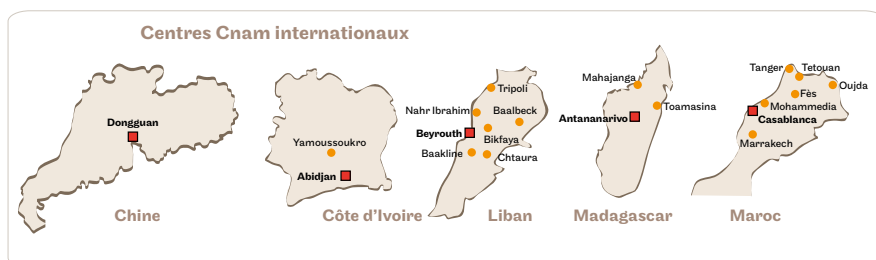 Centres Cnam internationaux
Dongguan
Chine
Yamoussoukro
Abidjan
Côte d’Ivoire
Tripoli
Nahr Ibrahim
Baalbeck
Beyrouth
Bikfaya
Baakline
Chtaura
Liban
Mahajanga
Toamasina
Antananarivo
Madagascar
Tanger
Tetouan
Oujda
Fès
Mohammedia
Casablanca
Marrakech
Maroc